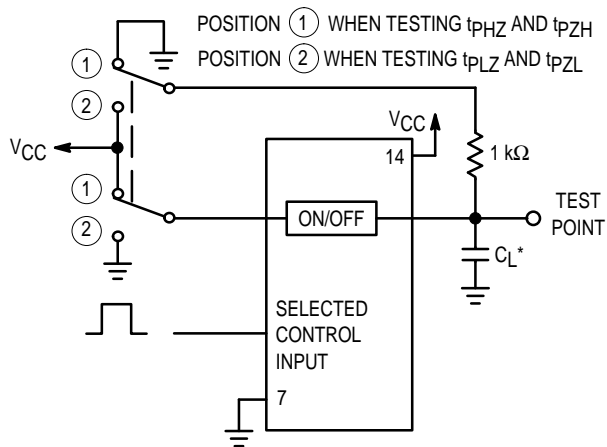 POSITION 1 WHEN TESTING tPHZ AND tPZH
POSITION 2 WHEN TESTING tPLZ AND tPZL
1
2
VCC
1
2
VCC
14
1 kΩ
ON/OFF
TEST
POINT
CL*
SELECTED
CONTROL
INPUT
7